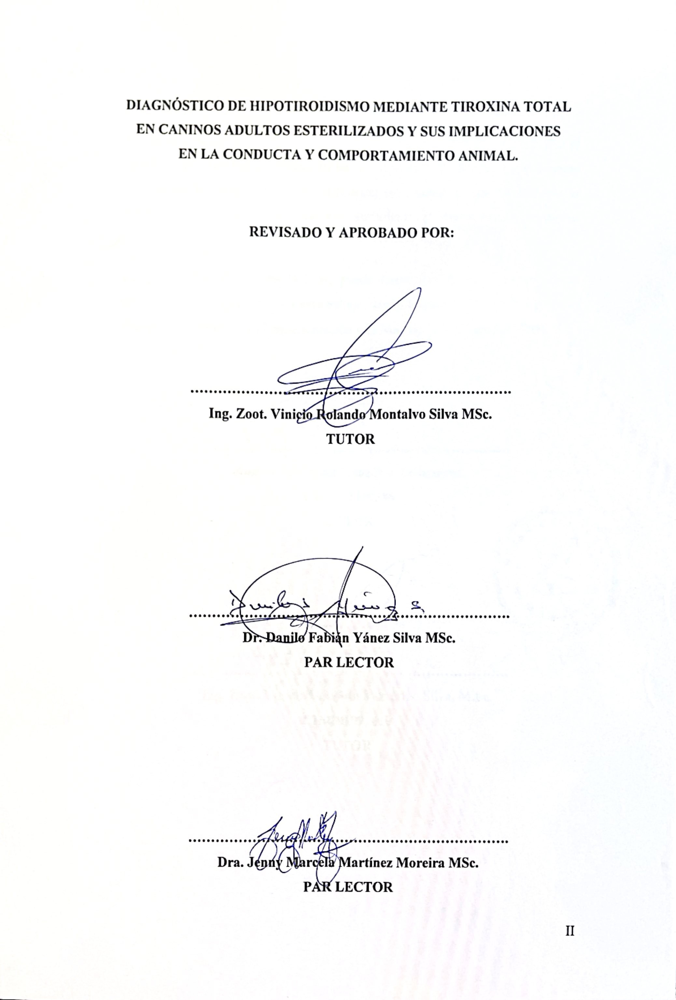 DIAGNÓSTICO DE HIPOTIROIDISMO MEDIANTE TIROXINA TOTAL
EN CANINOS ADULTOS ESTERILIZADOS Y SUS IMPLICACIONES
EN LA CONDUCTA Y COMPORTAMIENTO ANIMAL.
REVISADO Y APROBADO POR:
Ing. Zoot. Vinicio Rolando Montalvo Silva MSc.
TUTOR
Dr. Danilo Fabián Yánez Silva MSc.
PAR LECTOR
Dra. Jenny Marcela Martínez Moreira MSc.
PAR LECTOR
II